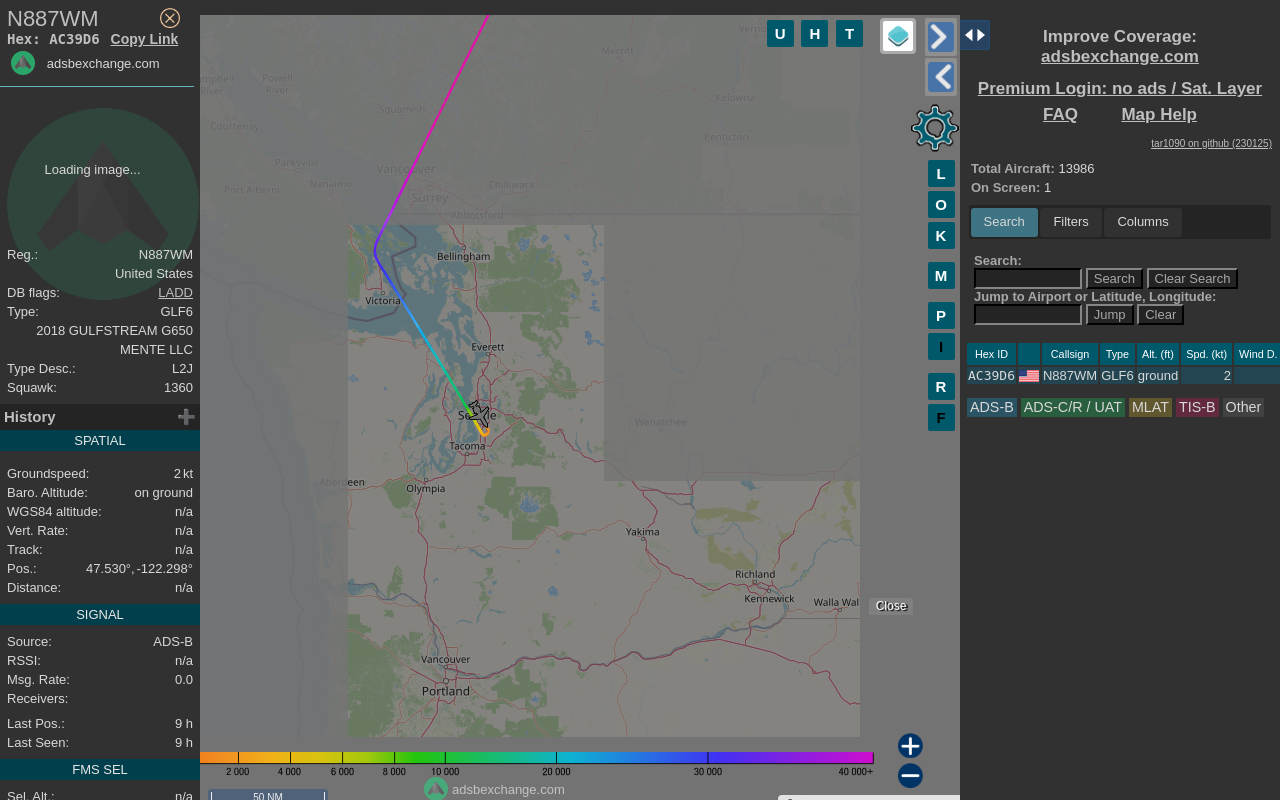 N887WM
Hex: AC39D6 Copy Link
adsbexchange.com
Loading image...
Reg.: N887WM
United States
DB flags: LADD
Type: GLF6
2018 GULFSTREAM G650
MENTE LLC
Type Desc.: L2J
Squawk: 1360
History
SPATIAL
Groundspeed: 2 kt
Baro. Altitude: on ground
WGS84 altitude: n/a
Vert. Rate: n/a
Track: n/a
Pos.: 47.530°, -122.298°
Distance: n/a
SIGNAL
Source: ADS-B
RSSI: n/a
Msg. Rate: 0.0
Receivers:
Last Pos.: 9 h
Last Seen: 9 h
FMS SEL
Sel. Alt.: n/a
U H T
Merritt
Powell
River
Squamish
Kelowna
Courtenay
Penticton
Parksville
Vancouver
Port Alberni
Nanaimo
Chilliwack
Surrey
Abbotsford
Bellingham
Victoria
Everett
Wenatchee
Tacoma
Aberdeen
Olympia
Yakima
Richland
Kennewick
Walla Wal
Vancouver
Portland
L
O
K
M
P
I
R
F
Close
2 000 4 000 6 000 8 000 10 000 20 000 30 000 40 000+
adsbexchange.com
50 NM
Improve Coverage:
adsbexchange.com
Premium Login: no ads / Sat. Layer
FAQ Map Help
tar1090 on github (230125)
Total Aircraft: 13986
On Screen: 1
Search Filters Columns
Search:
Search Clear Search
Jump to Airport or Latitude, Longitude:
Jump Clear
Hex ID Callsign Type Alt. (ft) Spd. (kt) Wind D.
AC39D6 N887WM GLF6 ground 2
ADS-B ADS-C/R / UAT MLAT TIS-B Other